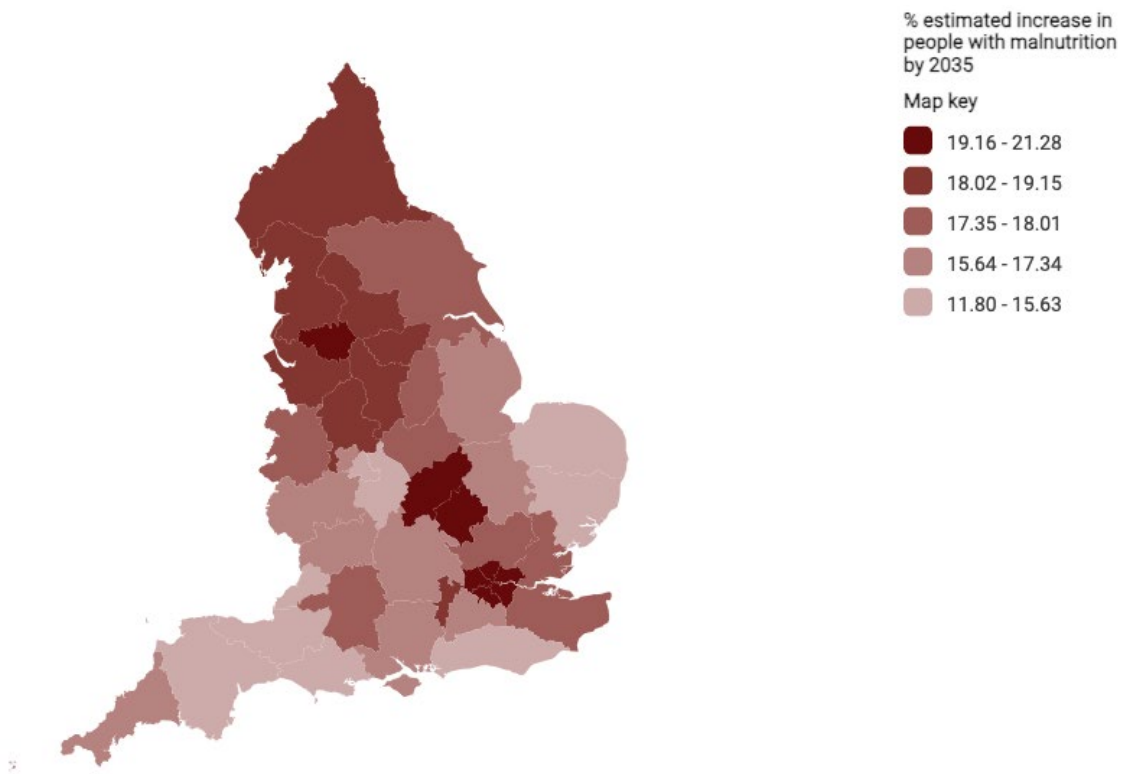 % estimated increase in
people with malnutrition
by 2035
Map key
19.16 - 21.28
18.02 - 19.15
17.35 - 18.01
15.64 - 17.34
11.80 - 15.63